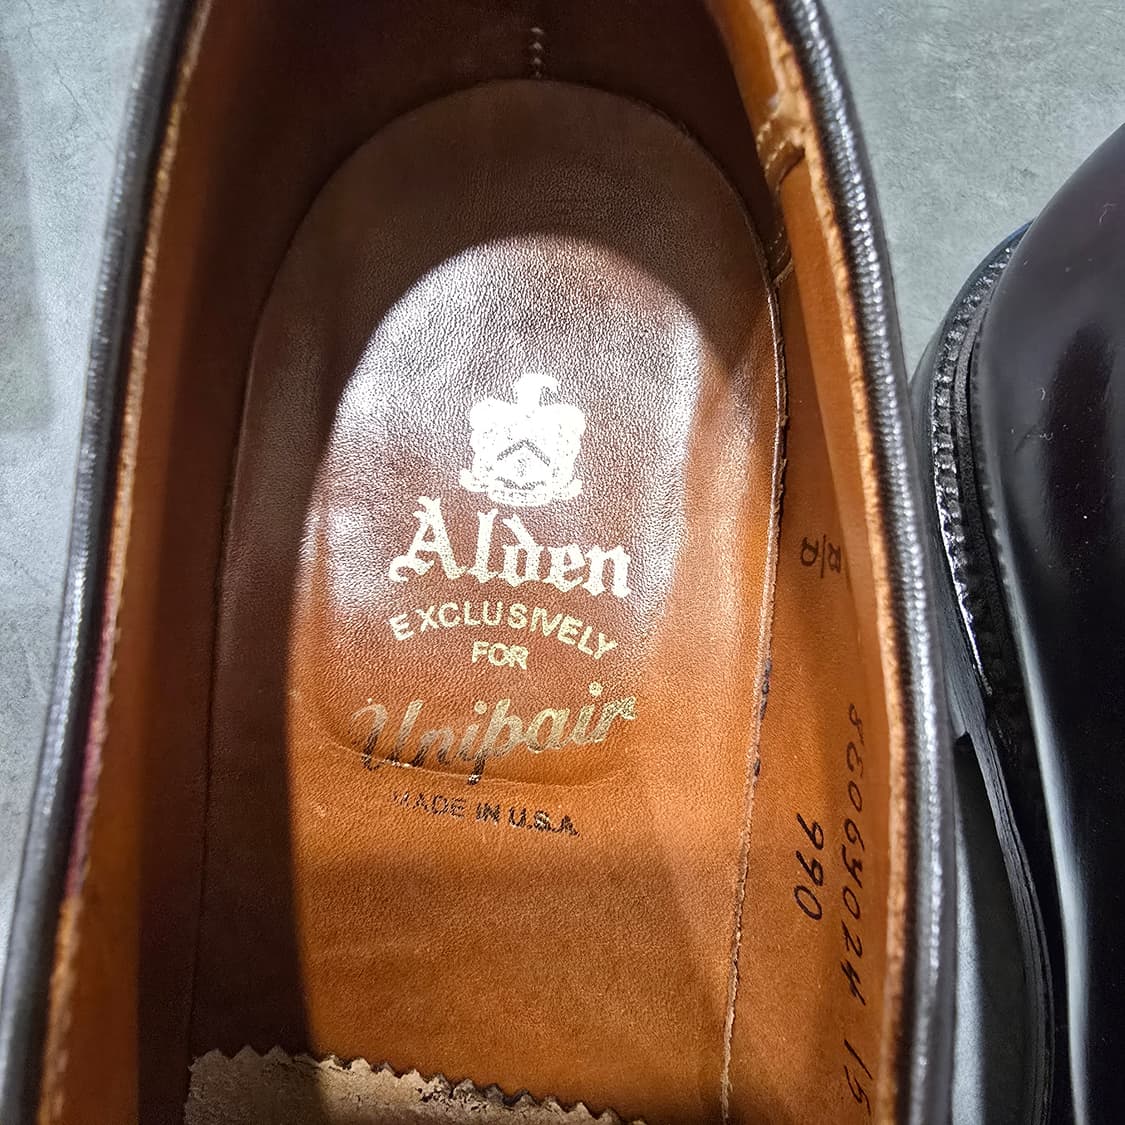 Alden
EXCLUSIVELY
FOR
Unipair
MADE IN U.S.A.
B/D
990